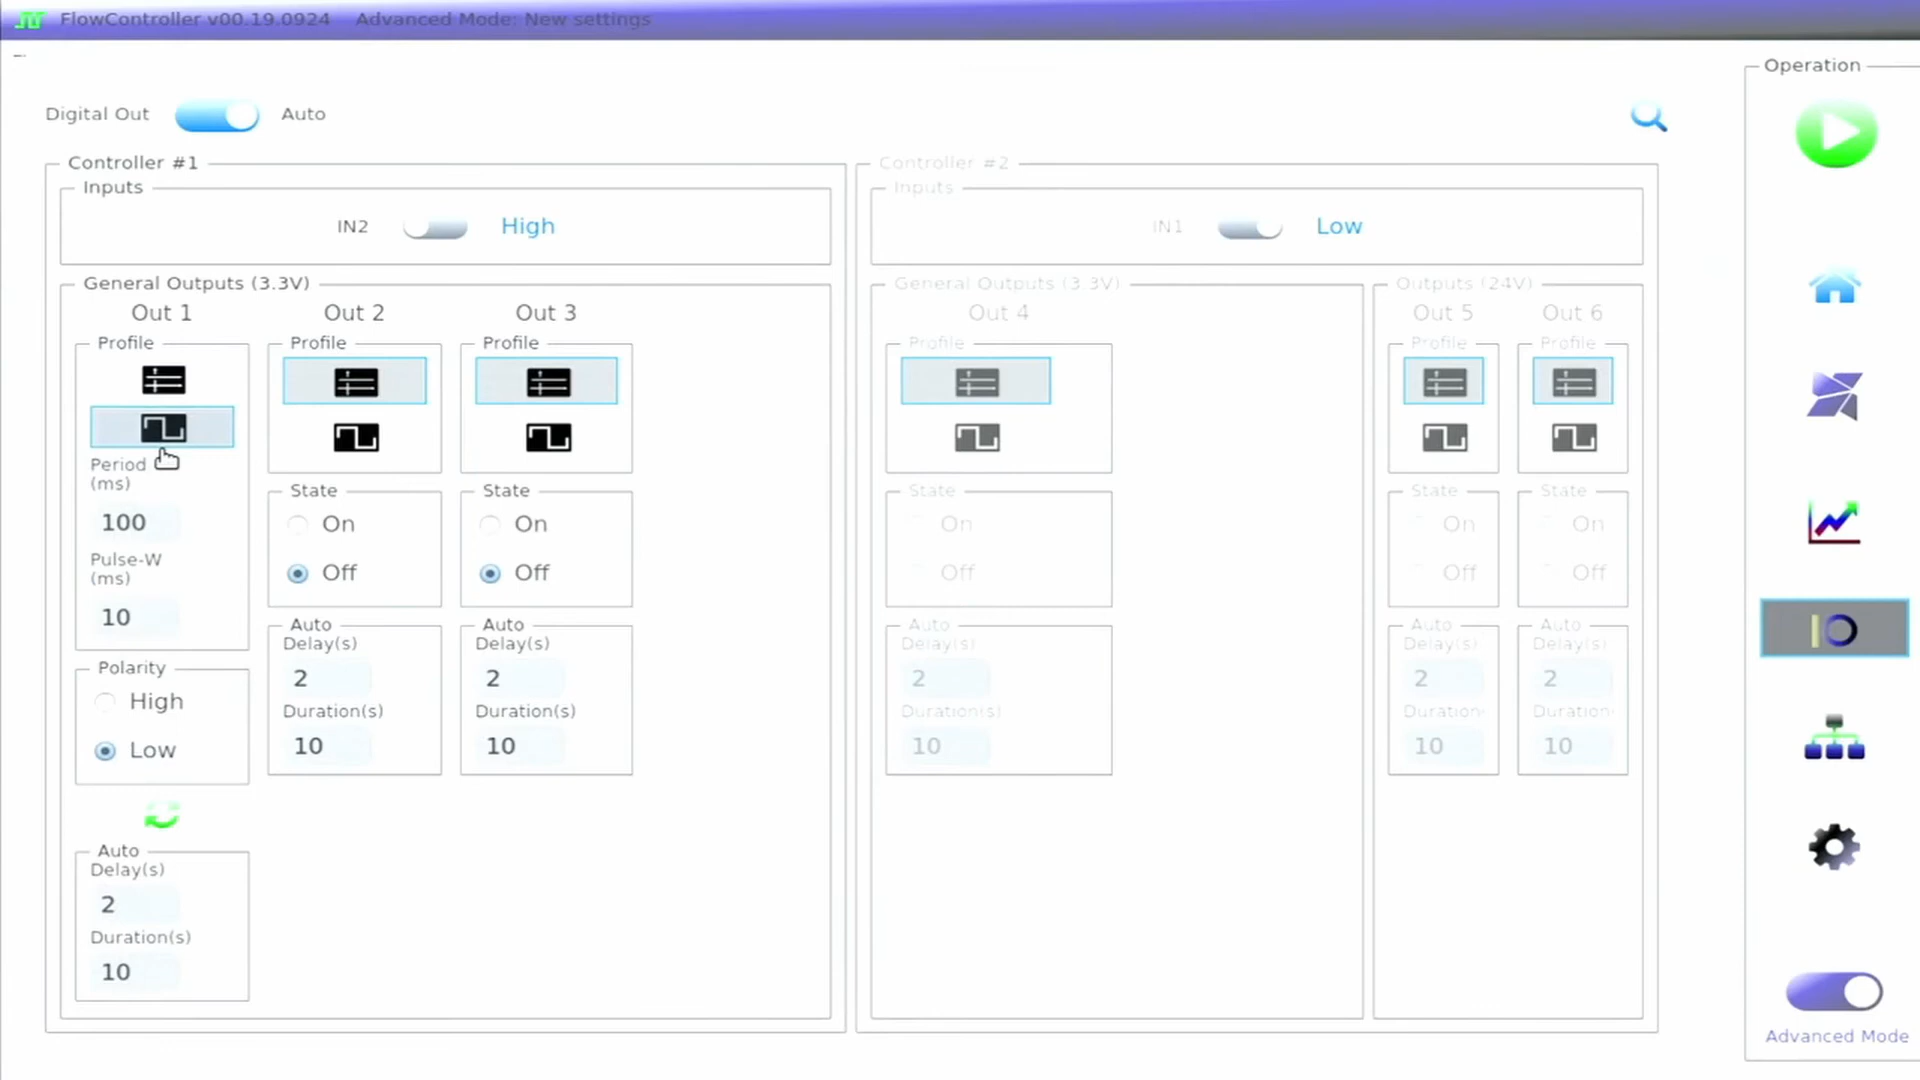 FlowController v00.19.0924 Advanced Mode: New settings
Operation
Digital Out Auto
Controller #1
Inputs
IN2 High
General Outputs (3.3V)
Out 1 Out 2 Out 3
Profile Profile Profile
Period
(ms)
100
Pulse-W
(ms)
10
Polarity
High
Low
Auto
Delay(s)
2
Duration(s)
10
State
On
Off
Auto
Delay(s)
2
Duration(s)
10
State
On
Off
Auto
Delay(s)
2
Duration(s)
10
Controller #2
Inputs
IN1 Low
General Outputs (3.3V)
Out 4
Profile
State
On
Off
Auto
Delay(s)
2
Duration(s)
10
Outputs (24V)
Out 5 Out 6
Profile Profile
State
On
Off
Auto
Delay(s)
2
Duration
10
State
On
Off
Auto
Delay(s)
2
Duration
10
Advanced Mode